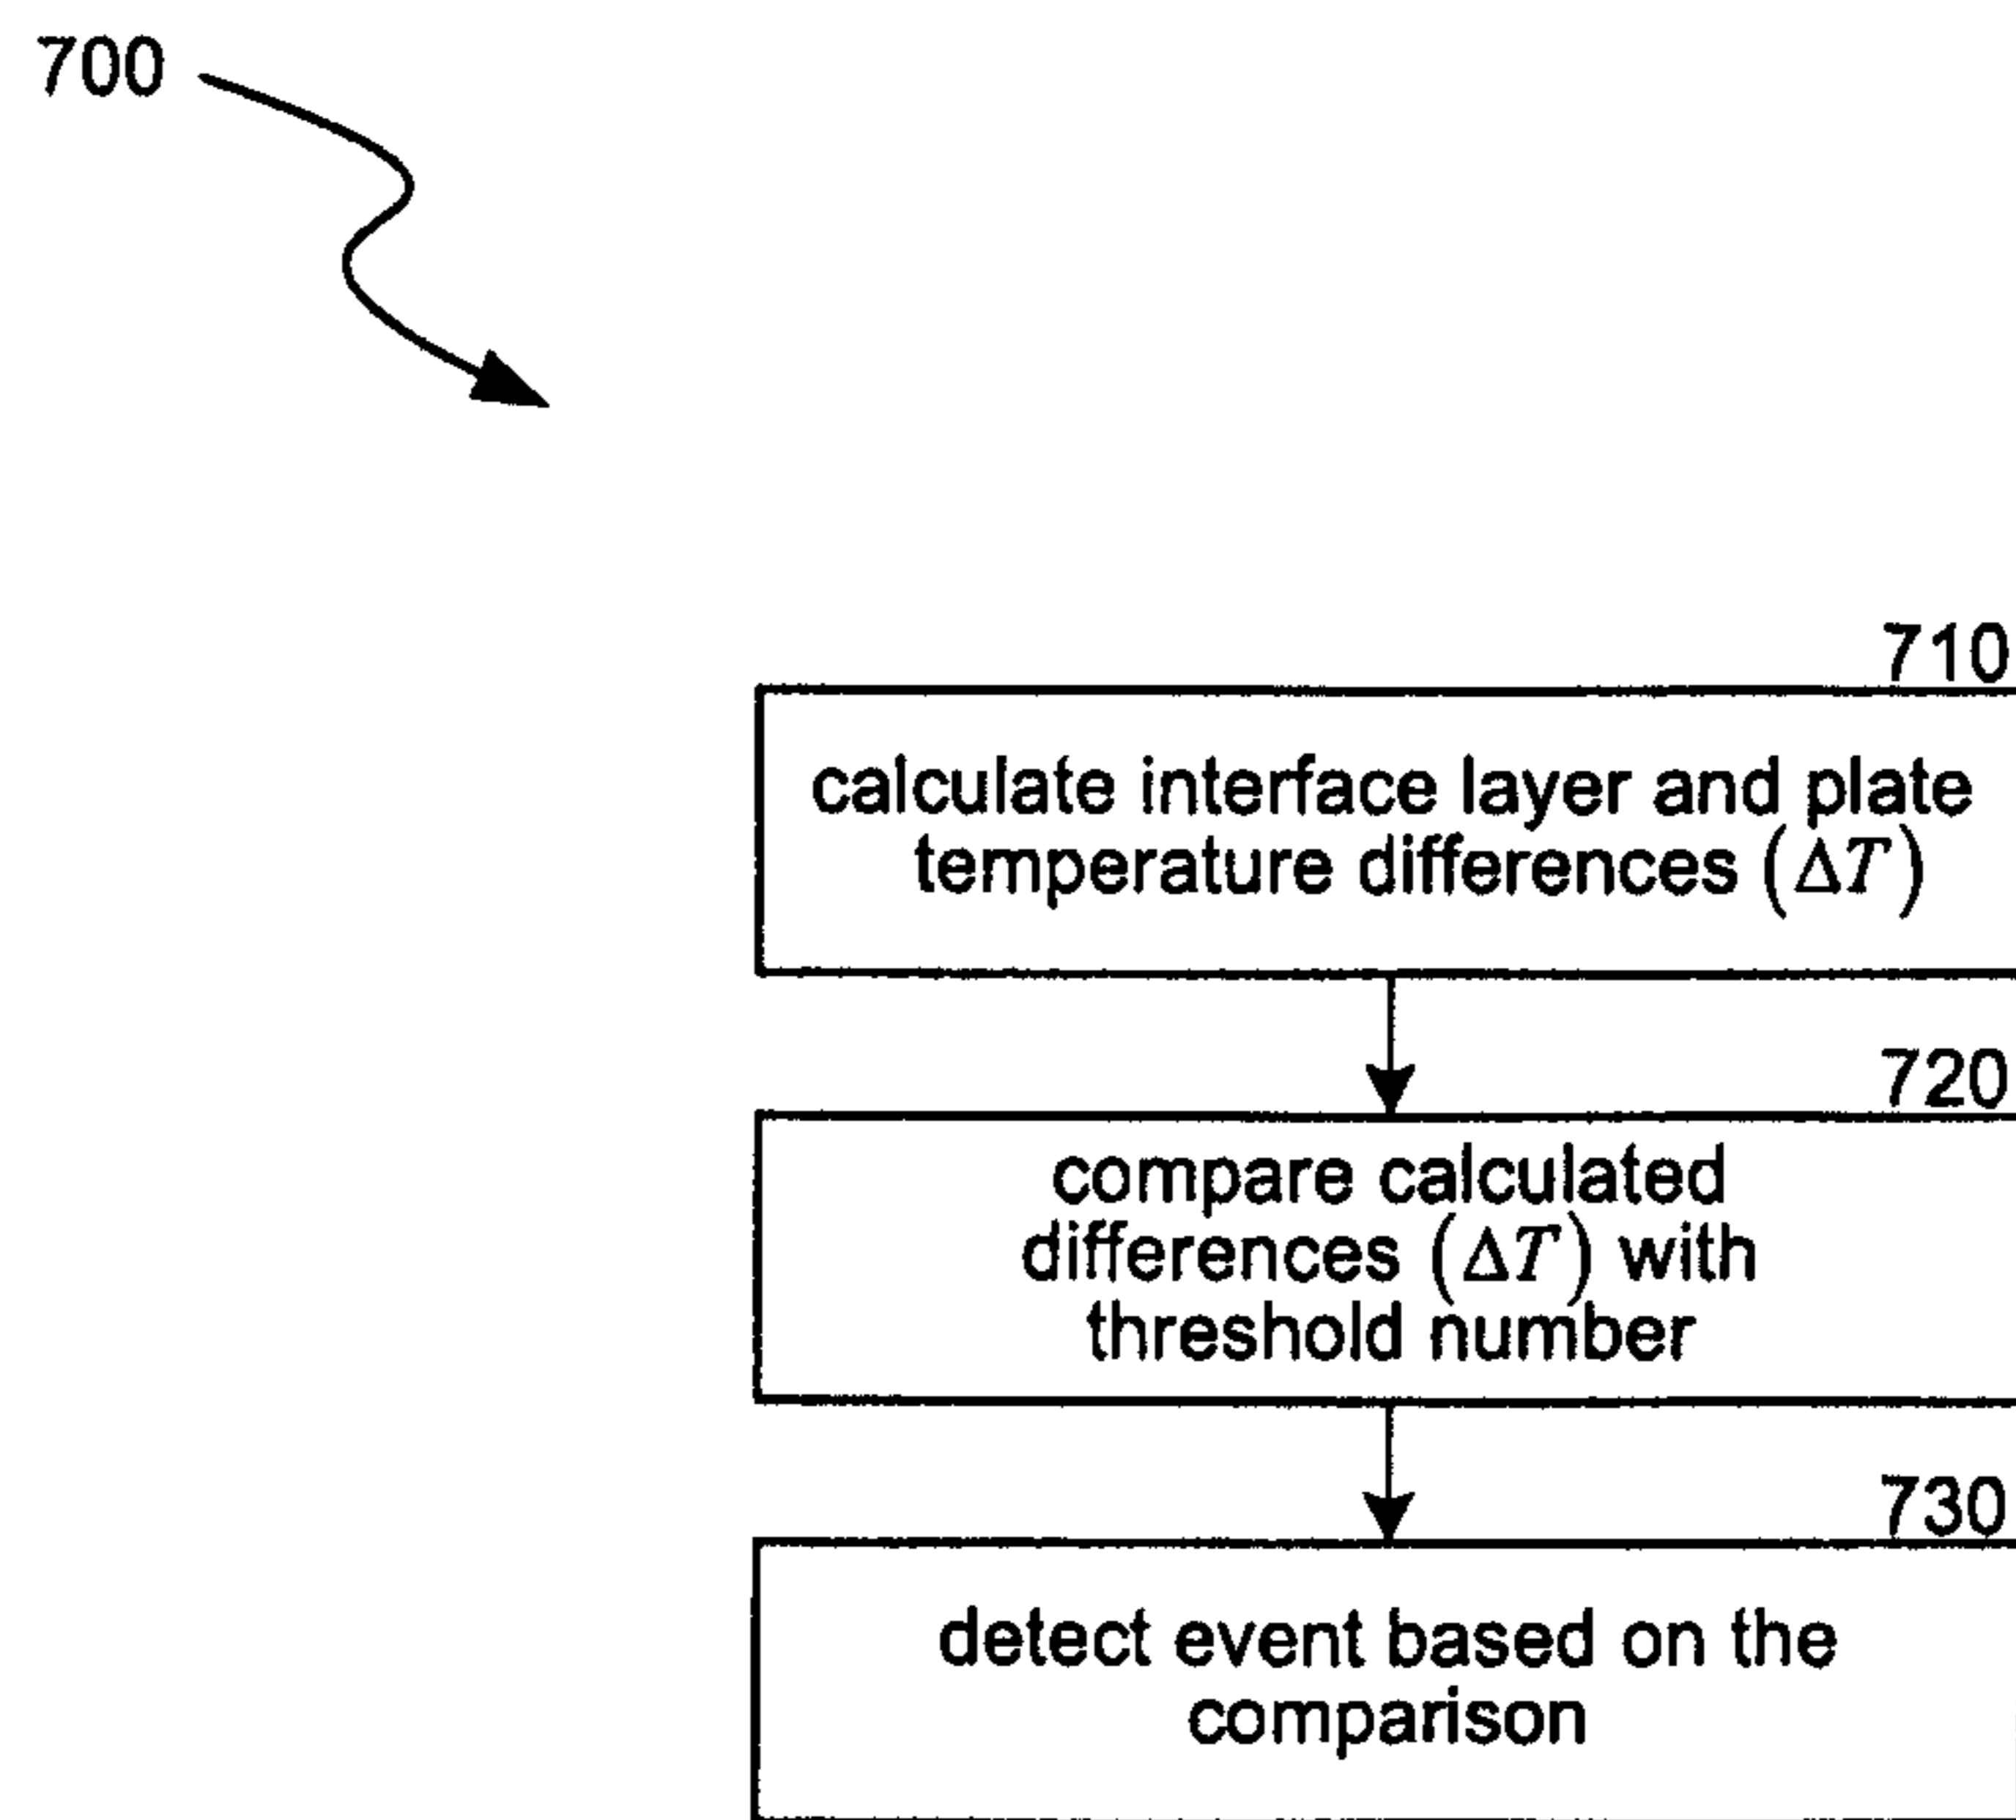 700
710
calculate interface layer and plate
temperature differences (ΔT)
720
compare calculated
differences (ΔT) with
threshold number
730
detect event based on the
comparison